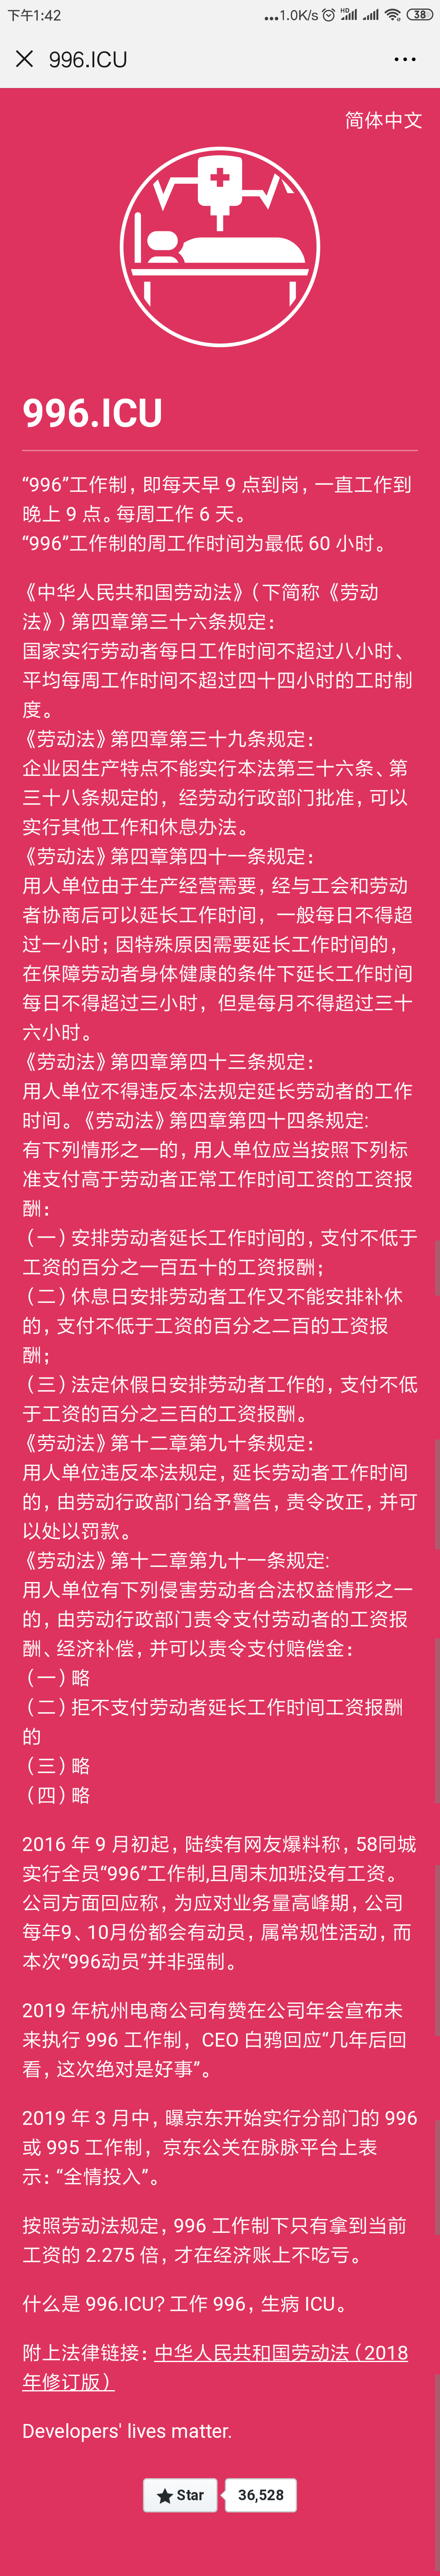 下午1:42
...1.0K/s
HD
38
996.ICU
简体中文
996.ICU
“996”工作制，即每天早 9 点到岗，一直工作到
晚上 9 点。每周工作 6 天。
“996”工作制的周工作时间为最低 60 小时。
《中华人民共和国劳动法》（下简称《劳动
法》）第四章第三十六条规定：
国家实行劳动者每日工作时间不超过八小时、
平均每周工作时间不超过四十四小时的工时制
度。
《劳动法》第四章第三十九条规定：
企业因生产特点不能实行本法第三十六条、第
三十八条规定的，经劳动行政部门批准，可以
实行其他工作和休息办法。
《劳动法》第四章第四十一条规定：
用人单位由于生产经营需要，经与工会和劳动
者协商后可以延长工作时间，一般每日不得超
过一小时；因特殊原因需要延长工作时间的，
在保障劳动者身体健康的条件下延长工作时间
每日不得超过三小时，但是每月不得超过三十
六小时。
《劳动法》第四章第四十三条规定：
用人单位不得违反本法规定延长劳动者的工作
时间。《劳动法》第四章第四十四条规定:
有下列情形之一的，用人单位应当按照下列标
准支付高于劳动者正常工作时间工资的工资报
酬：
（一）安排劳动者延长工作时间的，支付不低于
工资的百分之一百五十的工资报酬；
（二）休息日安排劳动者工作又不能安排补休
的，支付不低于工资的百分之二百的工资报
酬；
（三）法定休假日安排劳动者工作的，支付不低
于工资的百分之三百的工资报酬。
《劳动法》第十二章第九十条规定：
用人单位违反本法规定，延长劳动者工作时间
的，由劳动行政部门给予警告，责令改正，并可
以处以罚款。
《劳动法》第十二章第九十一条规定:
用人单位有下列侵害劳动者合法权益情形之一
的，由劳动行政部门责令支付劳动者的工资报
酬、经济补偿，并可以责令支付赔偿金：
（一）略
（二）拒不支付劳动者延长工作时间工资报酬
的
（三）略
（四）略
2016 年 9 月初起，陆续有网友爆料称，58同城
实行全员“996”工作制,且周末加班没有工资。
公司方面回应称，为应对业务量高峰期，公司
每年9、10月份都会有动员，属常规性活动，而
本次“996动员”并非强制。
2019 年杭州电商公司有赞在公司年会宣布未
来执行 996 工作制，CEO 白鸦回应“几年后回
看，这次绝对是好事”。
2019 年 3 月中，曝京东开始实行分部门的 996
或 995 工作制，京东公关在脉脉平台上表
示：“全情投入”。
按照劳动法规定，996 工作制下只有拿到当前
工资的 2.275 倍，才在经济账上不吃亏。
什么是 996.ICU？工作 996，生病 ICU。
附上法律链接：中华人民共和国劳动法（2018
年修订版）
Developers' lives matter.
Star
36,528